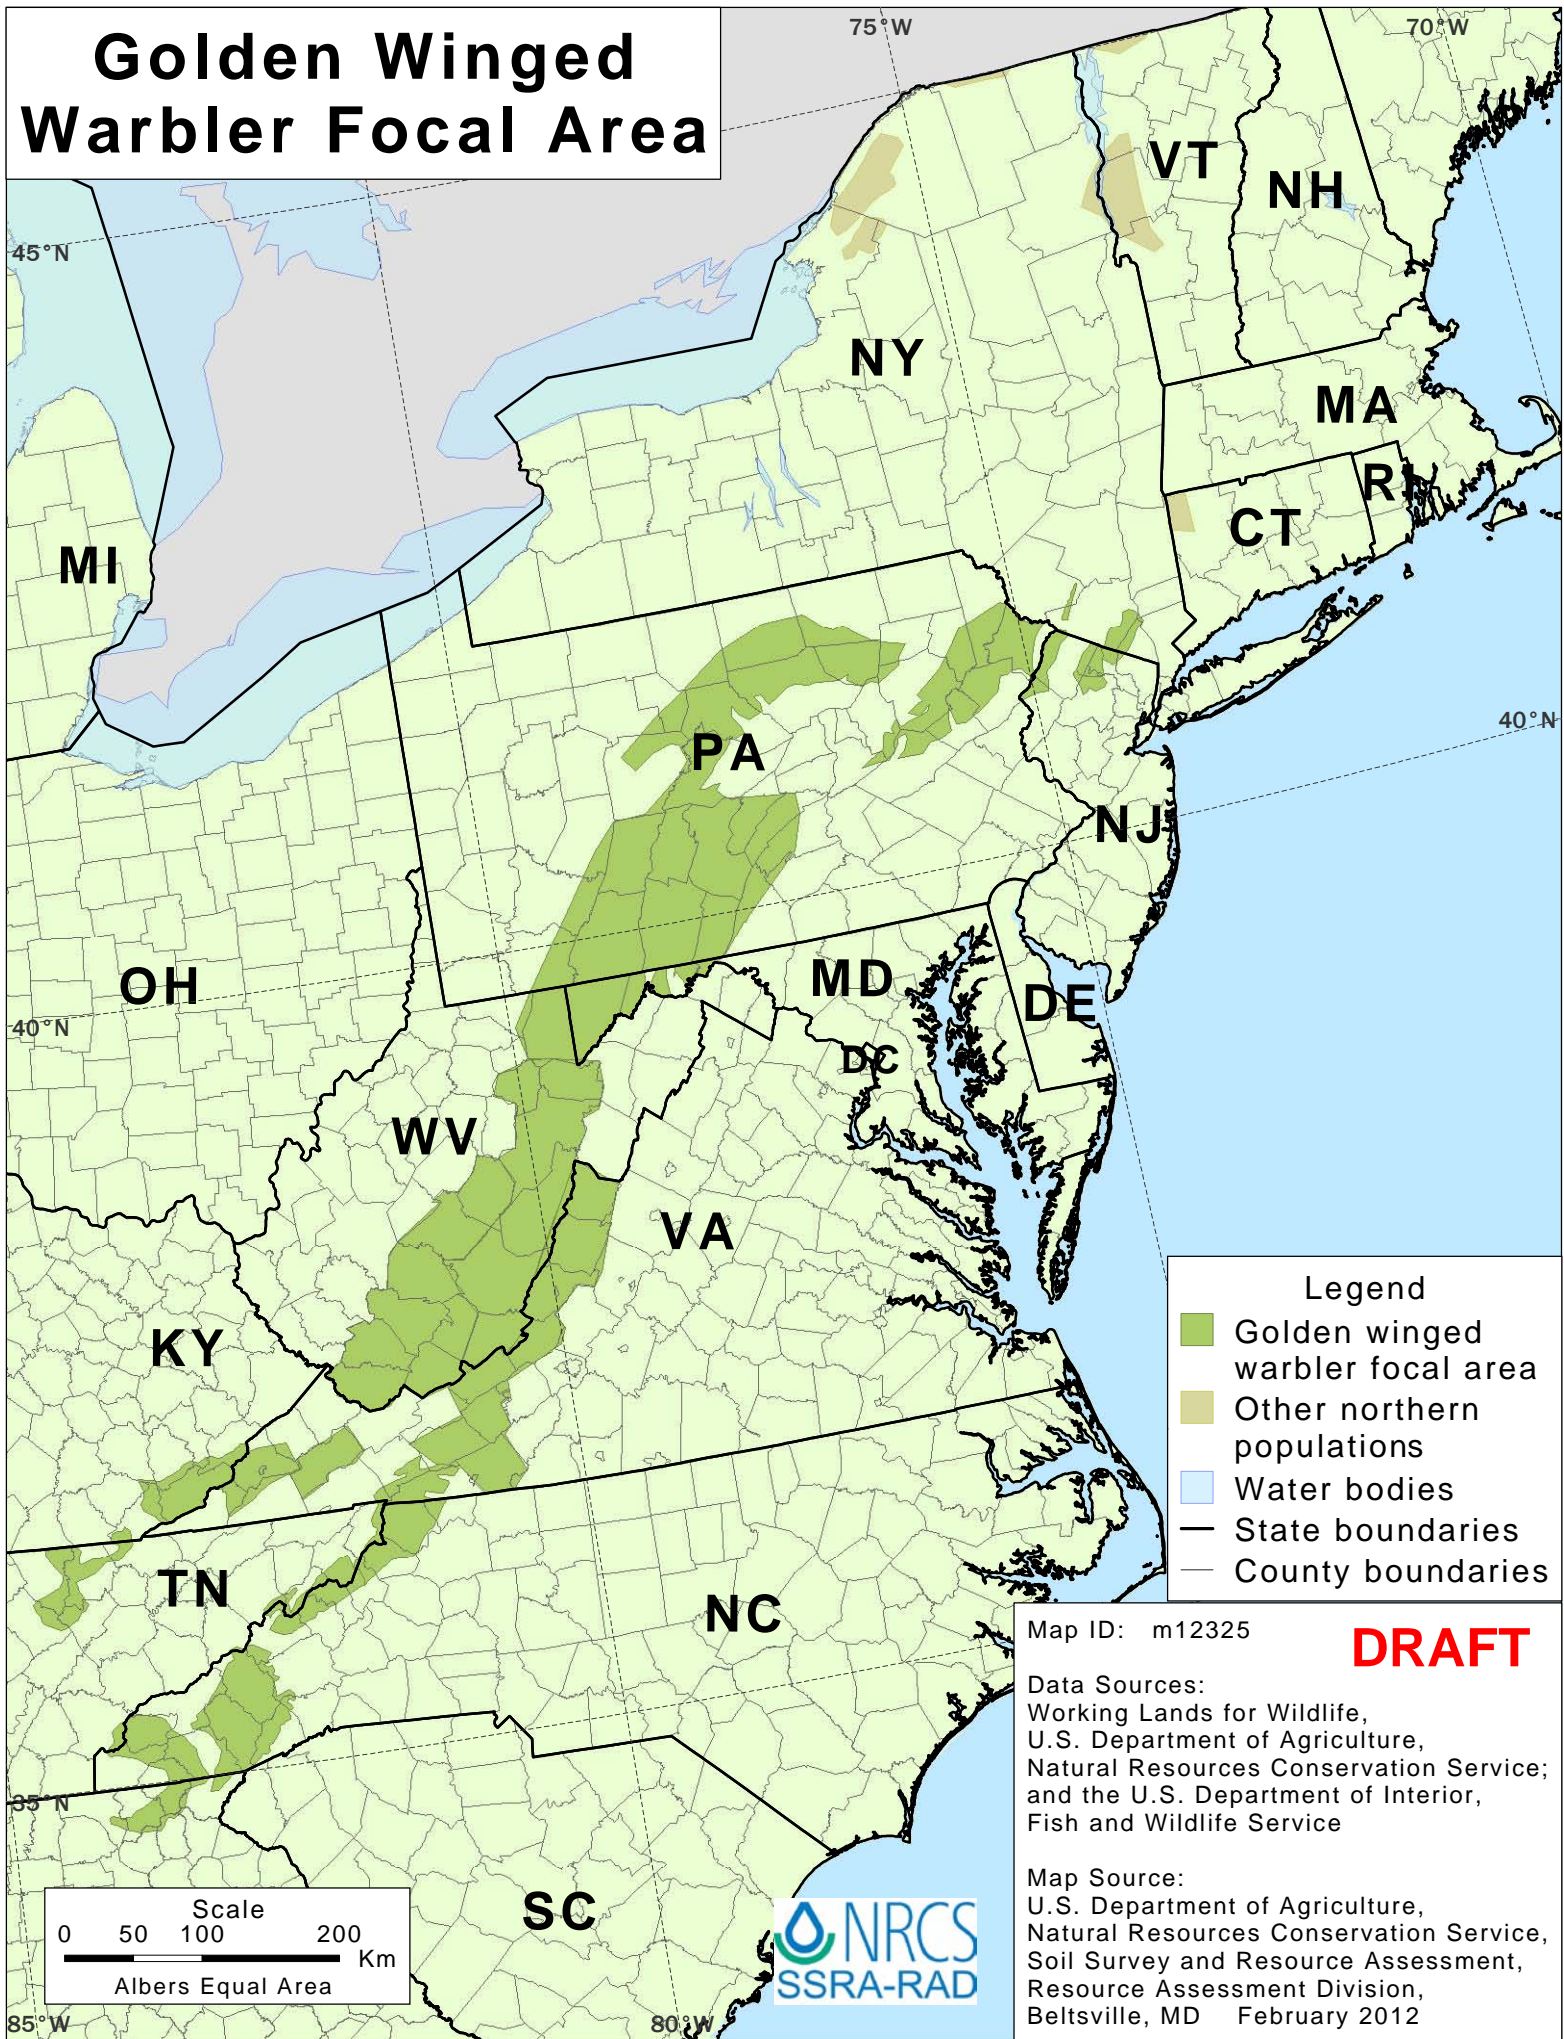 Golden Winged
Warbler Focal Area
75°W
70°W
45°N
VT
NH
NY
MA
RI
CT
MI
40°N
PA
NJ
OH
MD
DE
40°N
DC
WV
VA
KY
TN
NC
35°N
SC
85°W
80°W
Legend
Golden winged
warbler focal area
Other northern
populations
Water bodies
State boundaries
County boundaries
Map ID: m12325
DRAFT
Data Sources:
Working Lands for Wildlife,
U.S. Department of Agriculture,
Natural Resources Conservation Service;
and the U.S. Department of Interior,
Fish and Wildlife Service
Map Source:
U.S. Department of Agriculture,
Natural Resources Conservation Service,
Soil Survey and Resource Assessment,
Resource Assessment Division,
Beltsville, MD February 2012
Scale
0 50 100 200
Km
Albers Equal Area
NRCS
SSRA-RAD